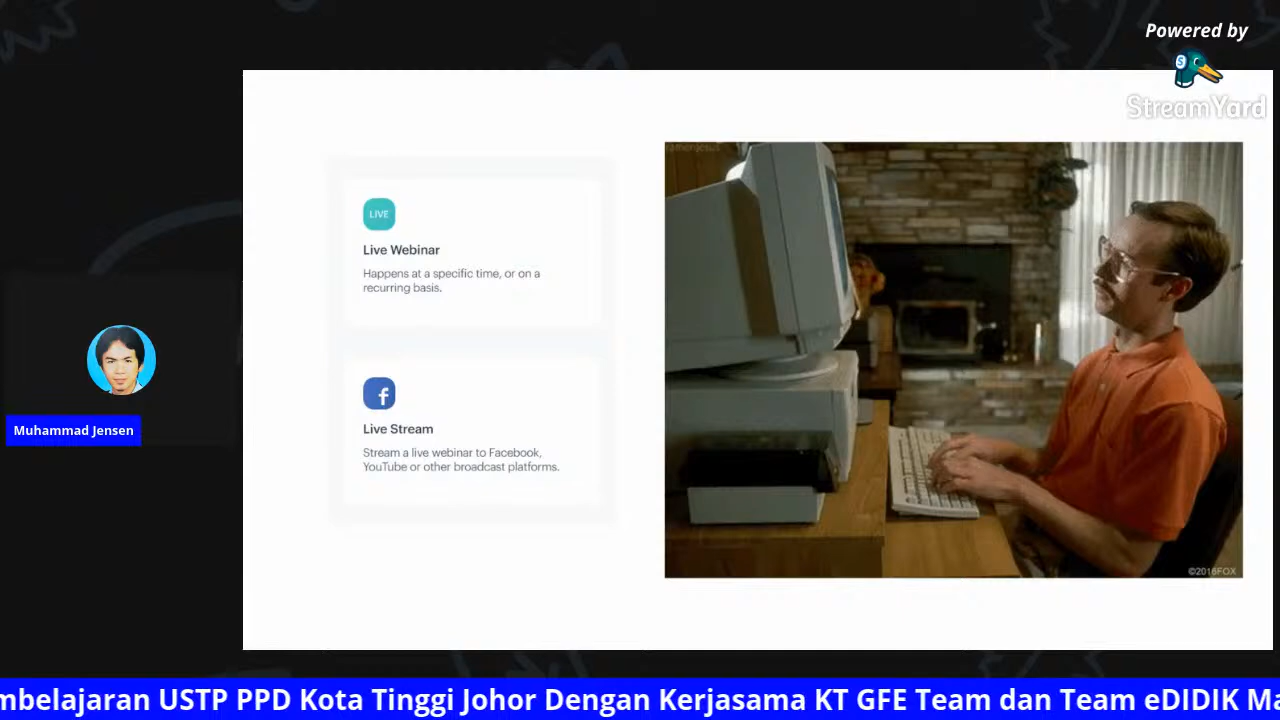 Powered by
StreamYard
LIVE
Live Webinar
Happens at a specific time, or on a
recurring basis.
Live Stream
Stream a live webinar to Facebook,
YouTube or other broadcast platforms.
©2016FOX
Muhammad Jensen
mbelajaran USTP PPD Kota Tinggi Johor Dengan Kerjasama KT GFE Team dan Team eDIDIK Ma